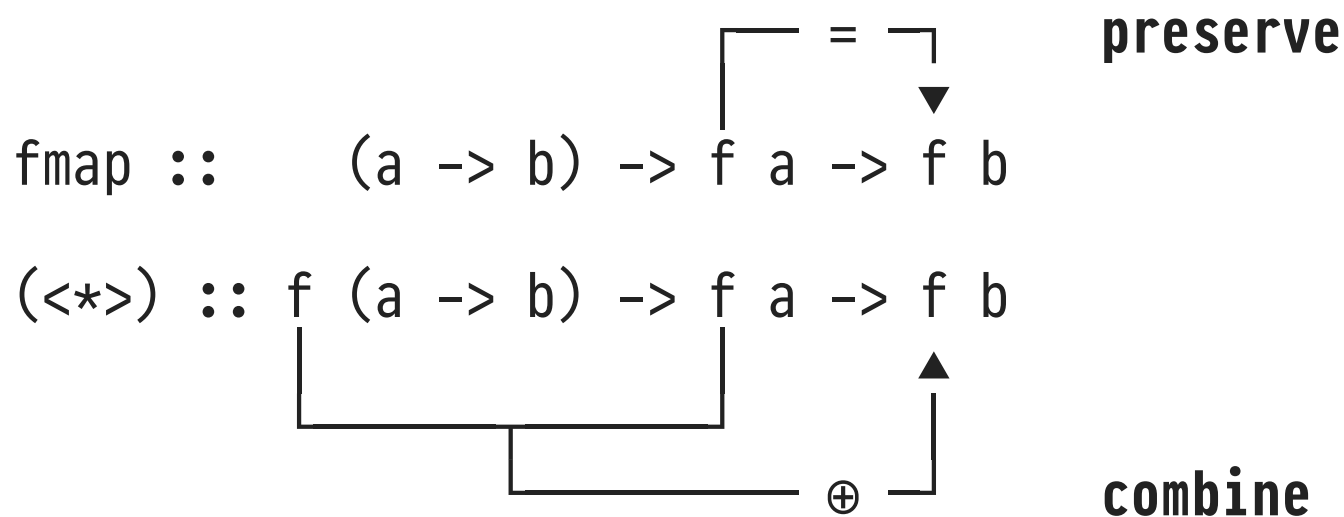 = preserve
fmap :: (a -> b) -> f a -> f b
(<*>) :: f (a -> b) -> f a -> f b
⊕ combine